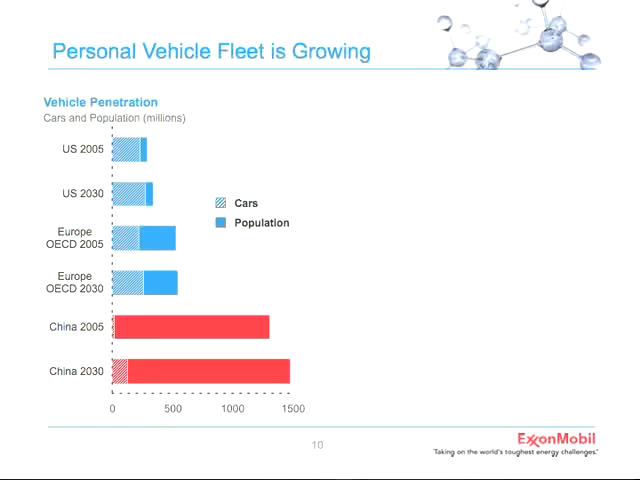 Personal Vehicle Fleet is Growing
Vehicle Penetration
Cars and Population (millions)
US 2005
US 2030
Europe
OECD 2005
Europe
OECD 2030
China 2005
China 2030
Cars
Population
0 500 1000 1500
10
ExxonMobil
Taking on the world's toughest energy challenges.™